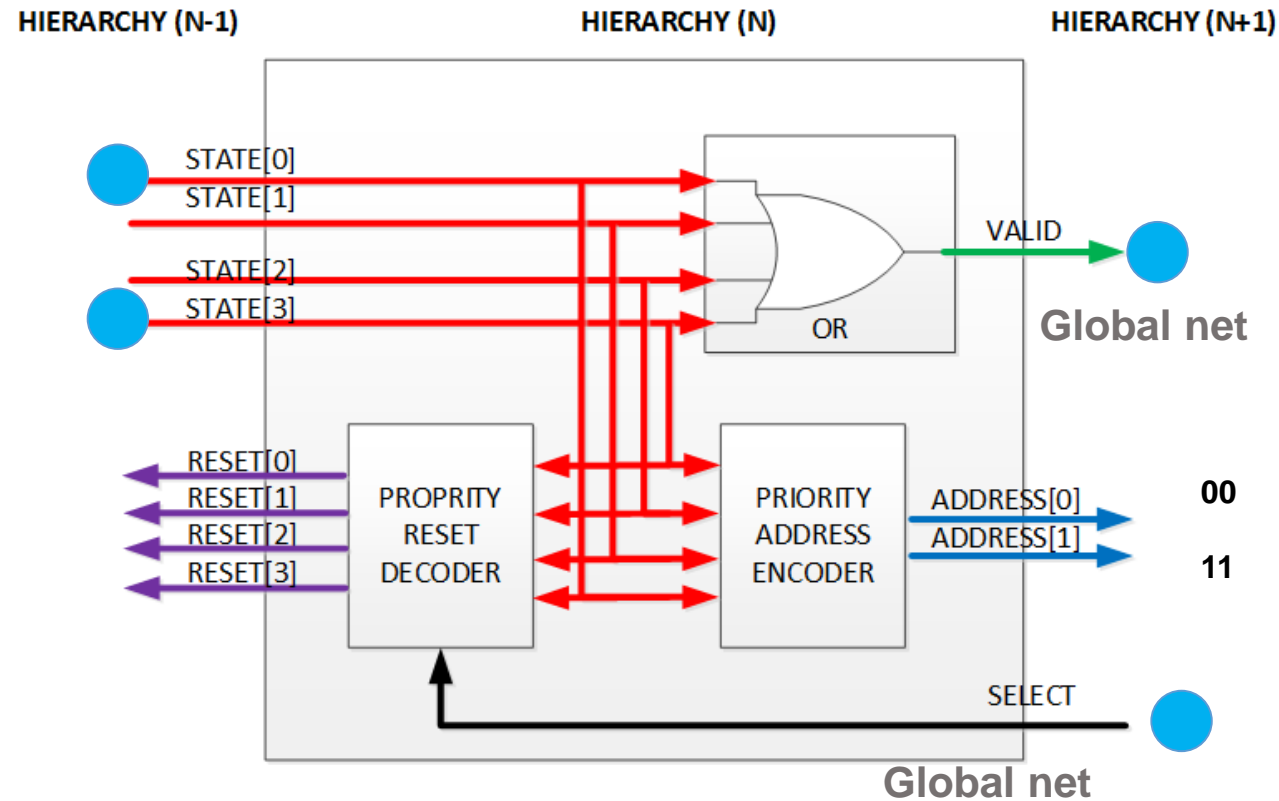 HIERARCHY (N-1)
HIERARCHY (N)
HIERARCHY (N+1)
STATE[0]
STATE[1]
STATE[2]
STATE[3]
OR
VALID
Global net
RESET[0]
RESET[1]
RESET[2]
RESET[3]
PROPRITY
RESET
DECODER
PRIORITY
ADDRESS
ENCODER
ADDRESS[0]
ADDRESS[1]
00
11
SELECT
Global net